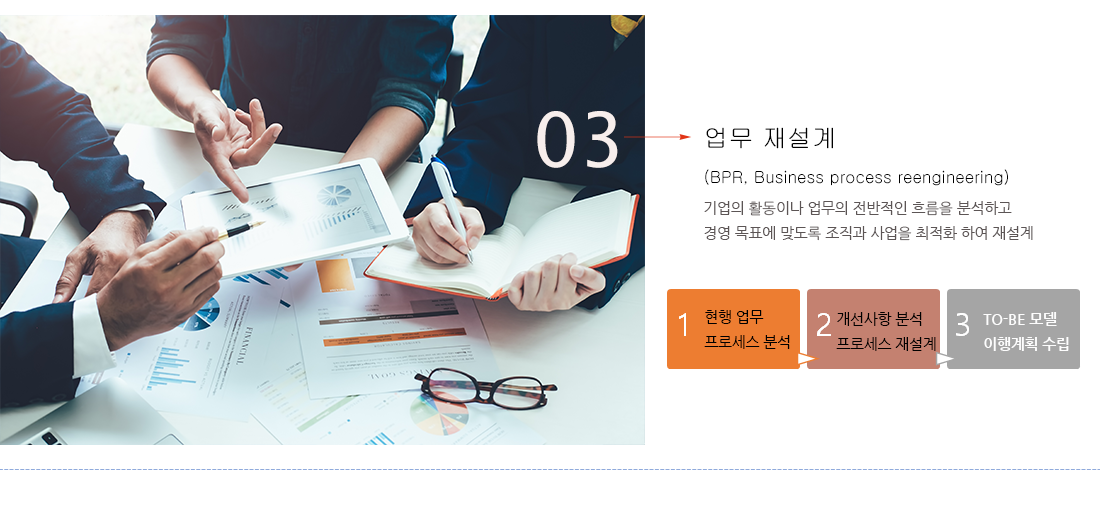 03
업무 재설계
(BPR, Business process reengineering)
기업의 활동이나 업무의 전반적인 흐름을 분석하고
경영 목표에 맞도록 조직과 사업을 최적화 하여 재설계
1 현행 업무
프로세스 분석
2 개선사항 분석
프로세스 재설계
3 TO-BE 모델
이행계획 수립
FINANCIAL